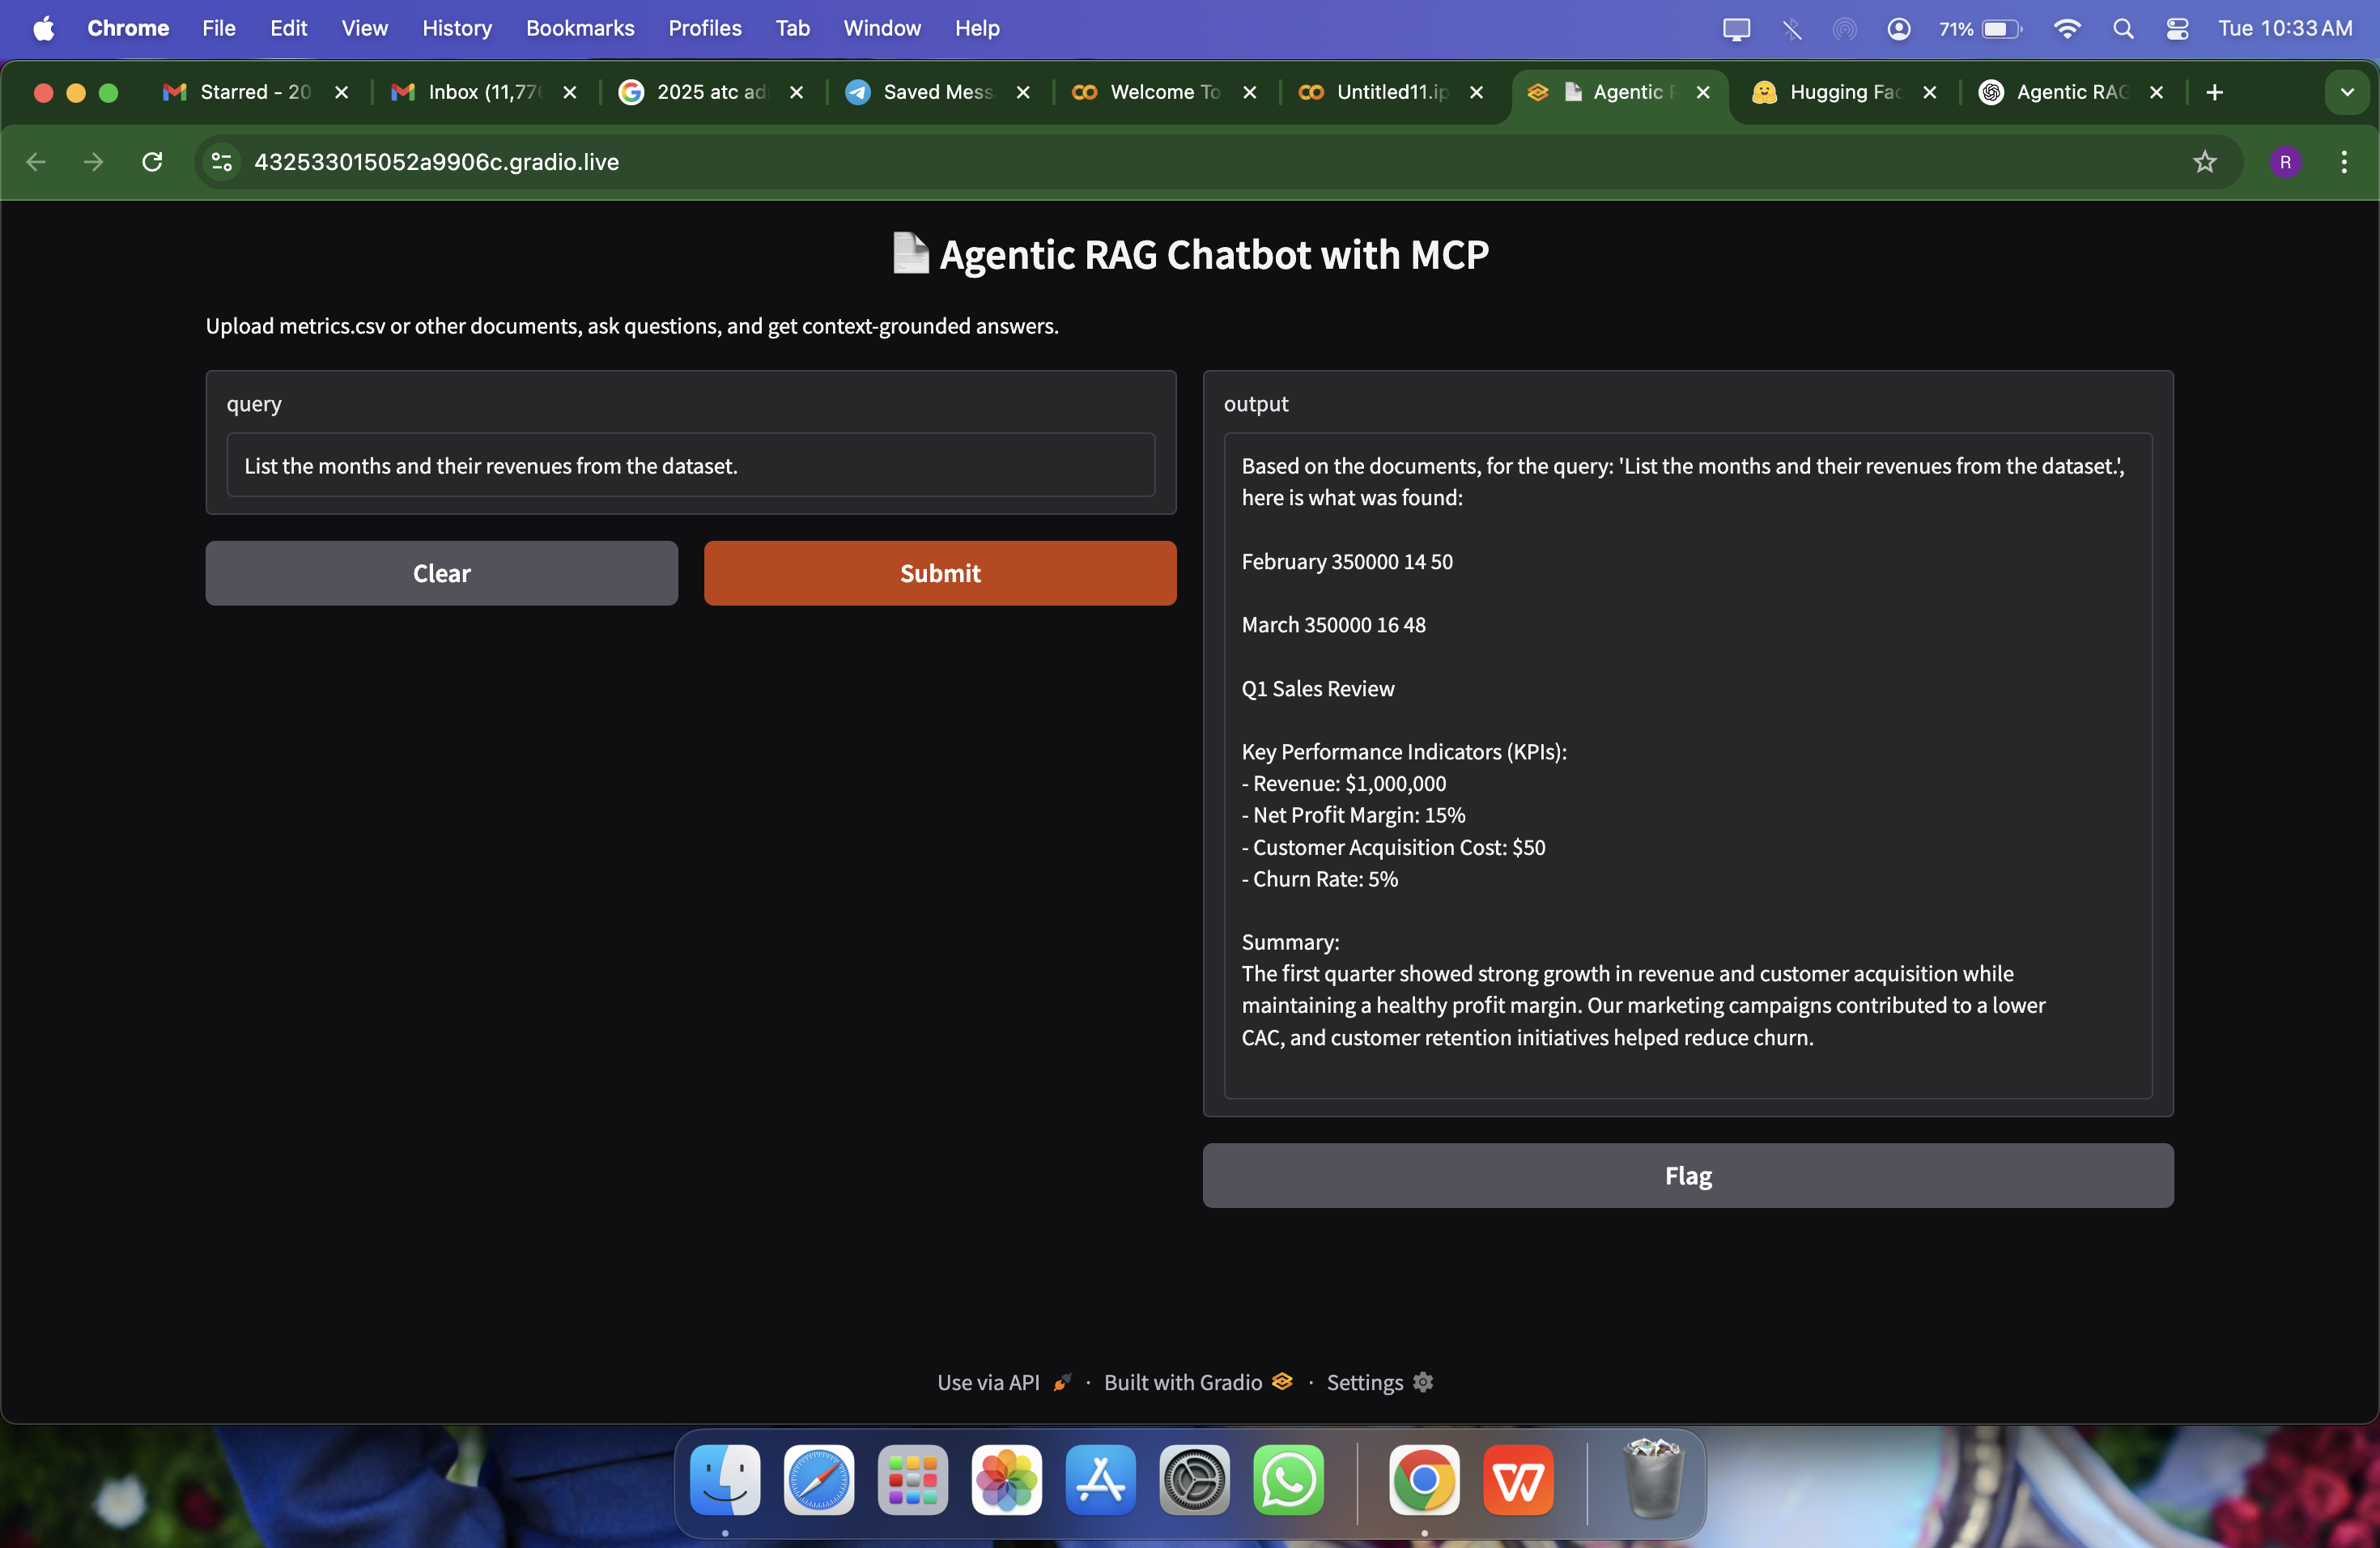 Chrome File Edit View History Bookmarks Profiles Tab Window Help 71% Tue 10:33 AM
Starred - 20 Inbox (11,77 2025 atc ad Saved Mess Welcome To Untitled11.ip Agentic Hugging Fac Agentic RAG
432533015052a9906c.gradio.live R
Agentic RAG Chatbot with MCP
Upload metrics.csv or other documents, ask questions, and get context-grounded answers.
query
List the months and their revenues from the dataset.
Clear Submit
output
Based on the documents, for the query: 'List the months and their revenues from the dataset.',
here is what was found:
February 350000 14 50
March 350000 16 48
Q1 Sales Review
Key Performance Indicators (KPIs):
- Revenue: $1,000,000
- Net Profit Margin: 15%
- Customer Acquisition Cost: $50
- Churn Rate: 5%
Summary:
The first quarter showed strong growth in revenue and customer acquisition while
maintaining a healthy profit margin. Our marketing campaigns contributed to a lower
CAC, and customer retention initiatives helped reduce churn.
Flag
Use via API · Built with Gradio · Settings